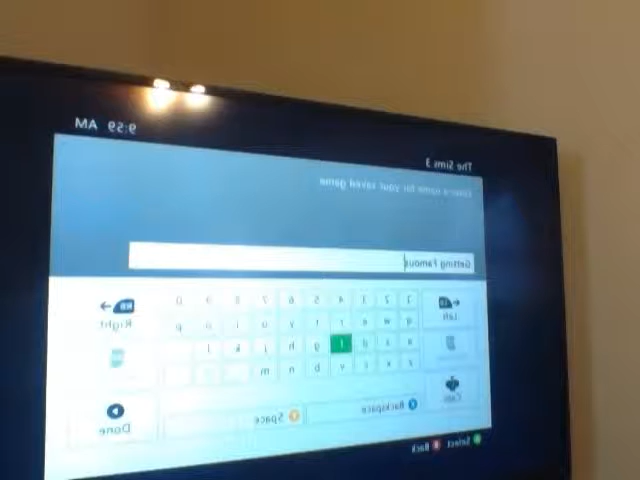 The Sims 3
9:59 AM
Enter a name for your saved game
Getting Famous
Left
1 2 3 4 5 6 7 8 9 0
Right
q w e r t y u i o p
a s d f g h j k l
z x c v b n m
Caps
Backspace
Space
Done
Select
Back